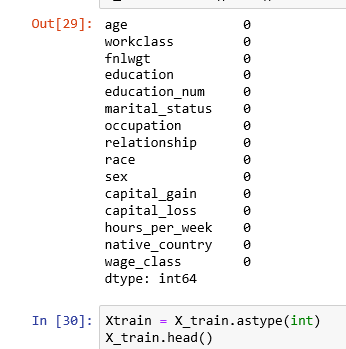 Out[29]: age 0
workclass 0
fnlwgt 0
education 0
education_num 0
marital_status 0
occupation 0
relationship 0
race 0
sex 0
capital_gain 0
capital_loss 0
hours_per_week 0
native_country 0
wage_class 0
dtype: int64
In [30]: Xtrain = X_train.astype(int)
X_train.head()